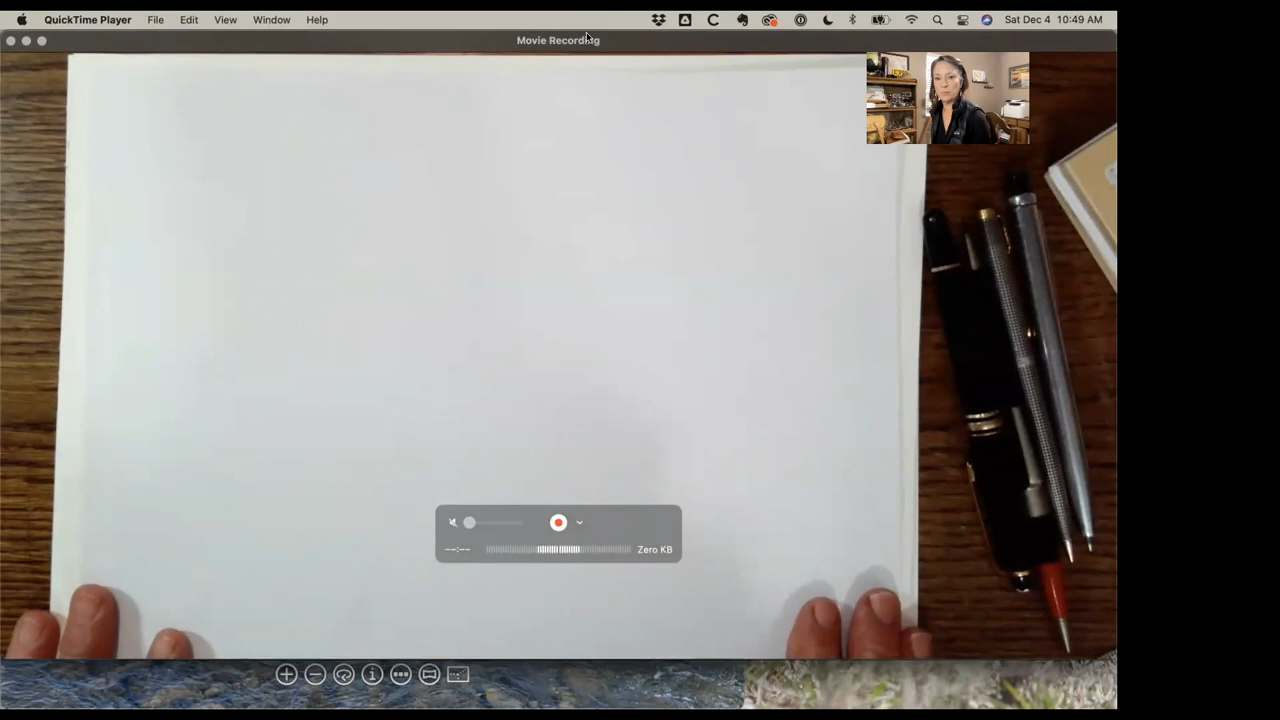 QuickTime Player File Edit View Window Help Sat Dec 4 10:49 AM
Movie Recording
--:-- Zero KB